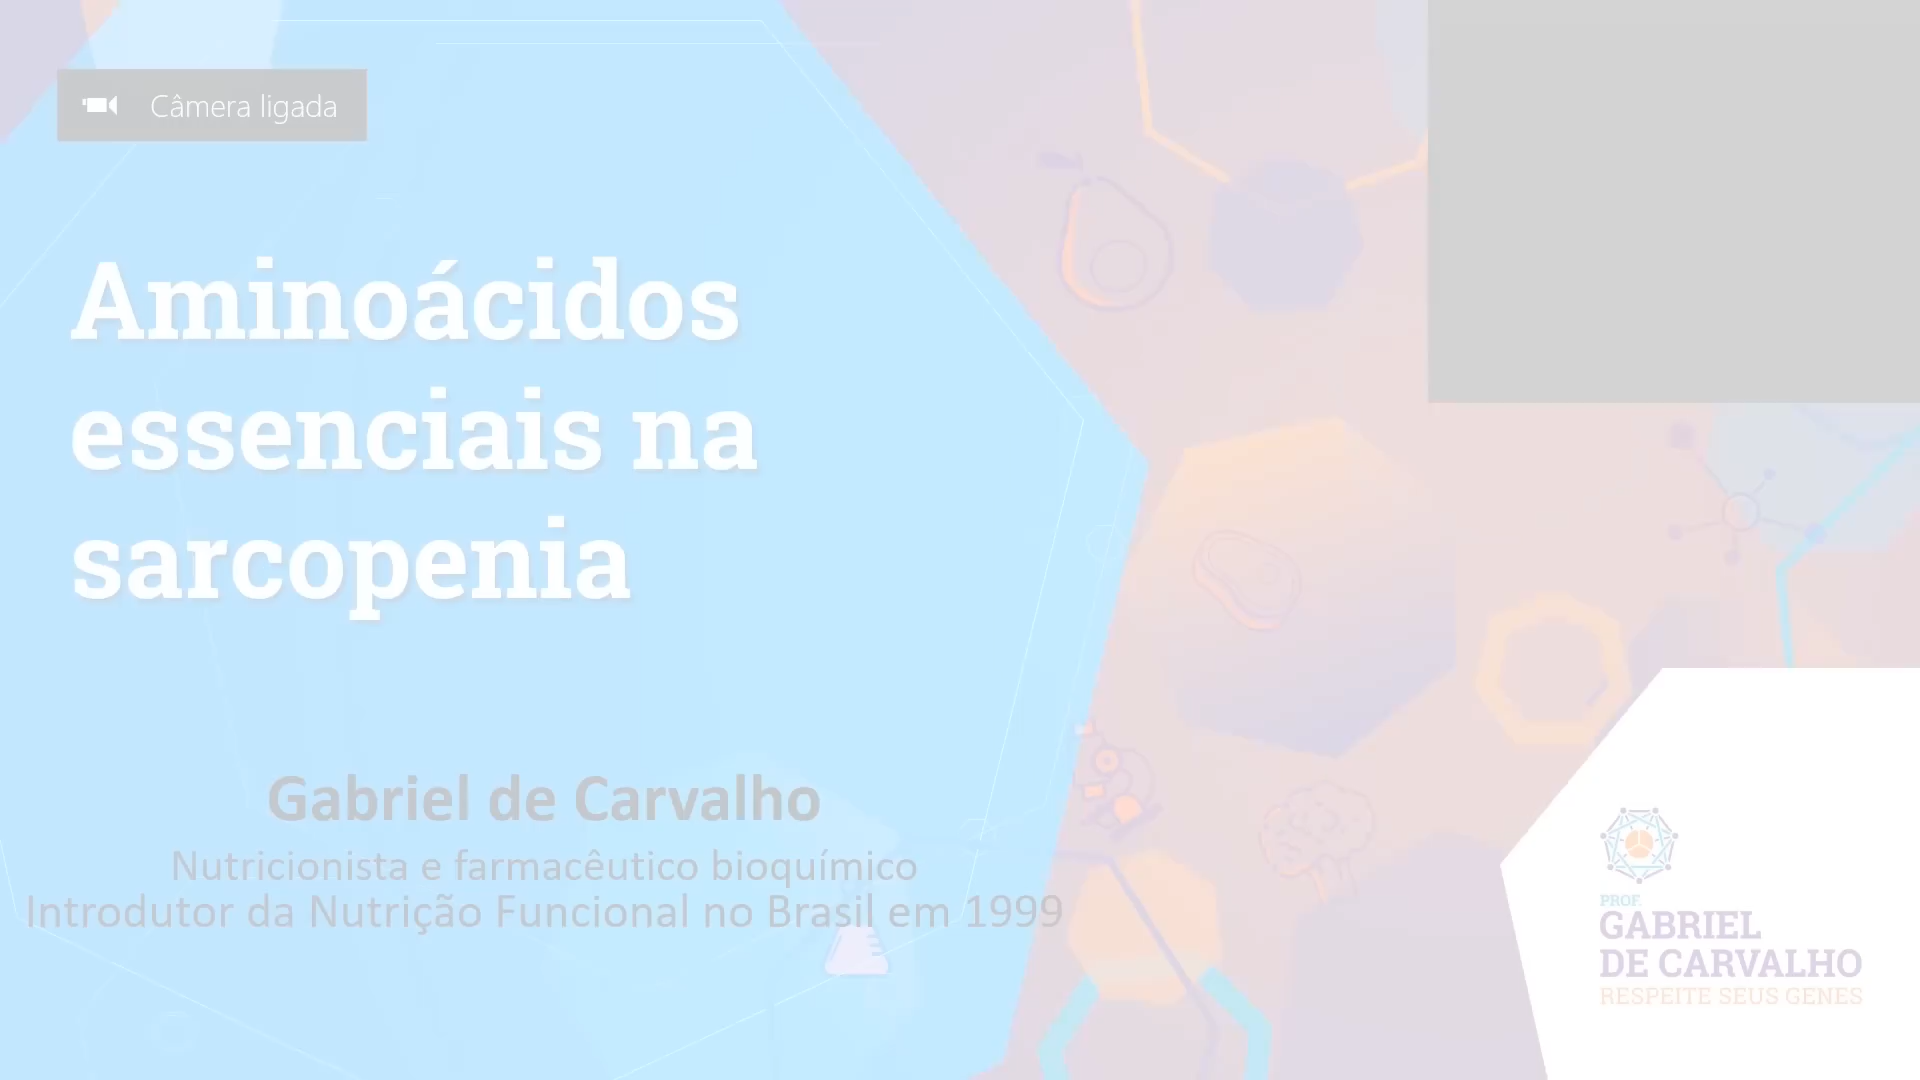 Câmera ligada
Aminoácidos
essenciais na
sarcopenia
Gabriel de Carvalho
Nutricionista e farmacêutico bioquímico
Introdutor da Nutrição Funcional no Brasil em 1999
PROF.
GABRIEL
DE CARVALHO
RESPEITE SEUS GENES